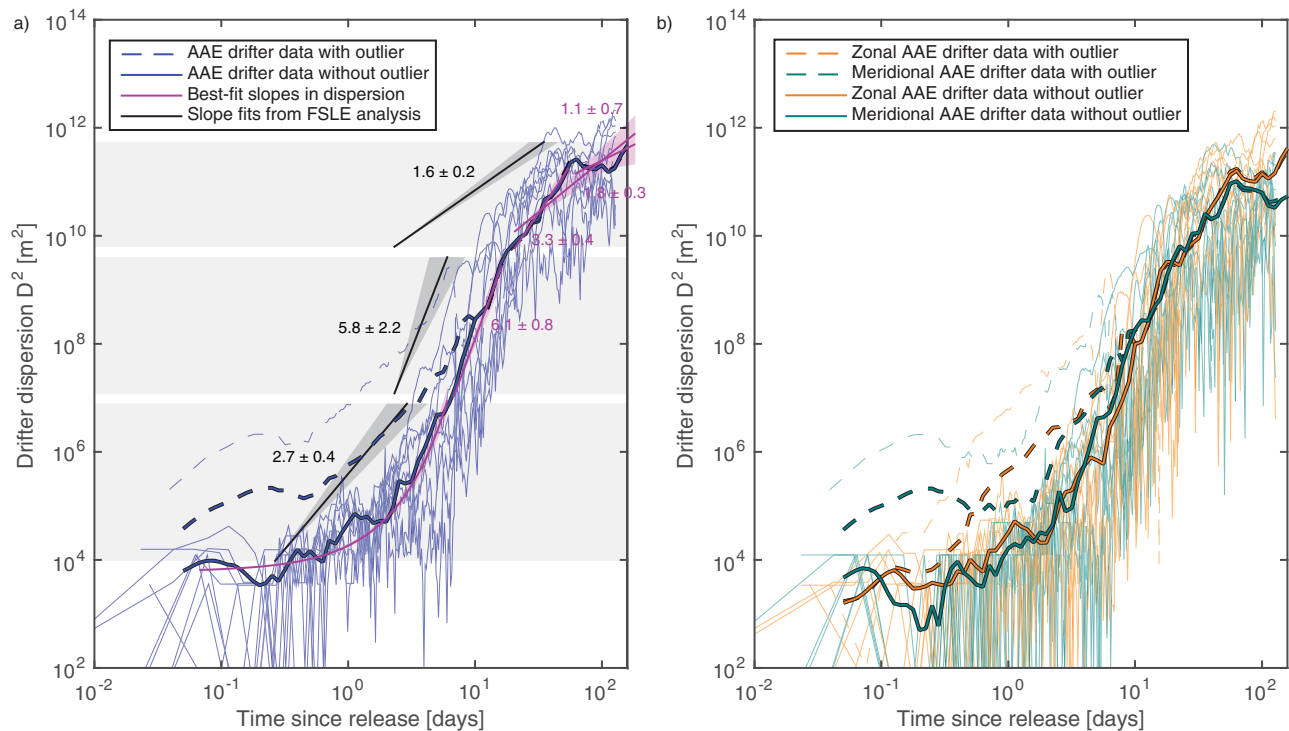 a)
AAE drifter data with outlier
AAE drifter data without outlier
Best-fit slopes in dispersion
Slope fits from FSLE analysis
1.1 ± 0.7
1.6 ± 0.2
1.8 ± 0.3
3.3 ± 0.4
5.8 ± 2.2
6.1 ± 0.8
2.7 ± 0.4
10^14
10^12
10^10
10^8
10^6
10^4
10^2
Drifter dispersion D^2 [m^2]
10^-2
10^-1
10^0
10^1
10^2
Time since release [days]
b)
Zonal AAE drifter data with outlier
Meridional AAE drifter data with outlier
Zonal AAE drifter data without outlier
Meridional AAE drifter data without outlier
10^14
10^12
10^10
10^8
10^6
10^4
10^2
Drifter dispersion D^2 [m^2]
10^-2
10^-1
10^0
10^1
10^2
Time since release [days]